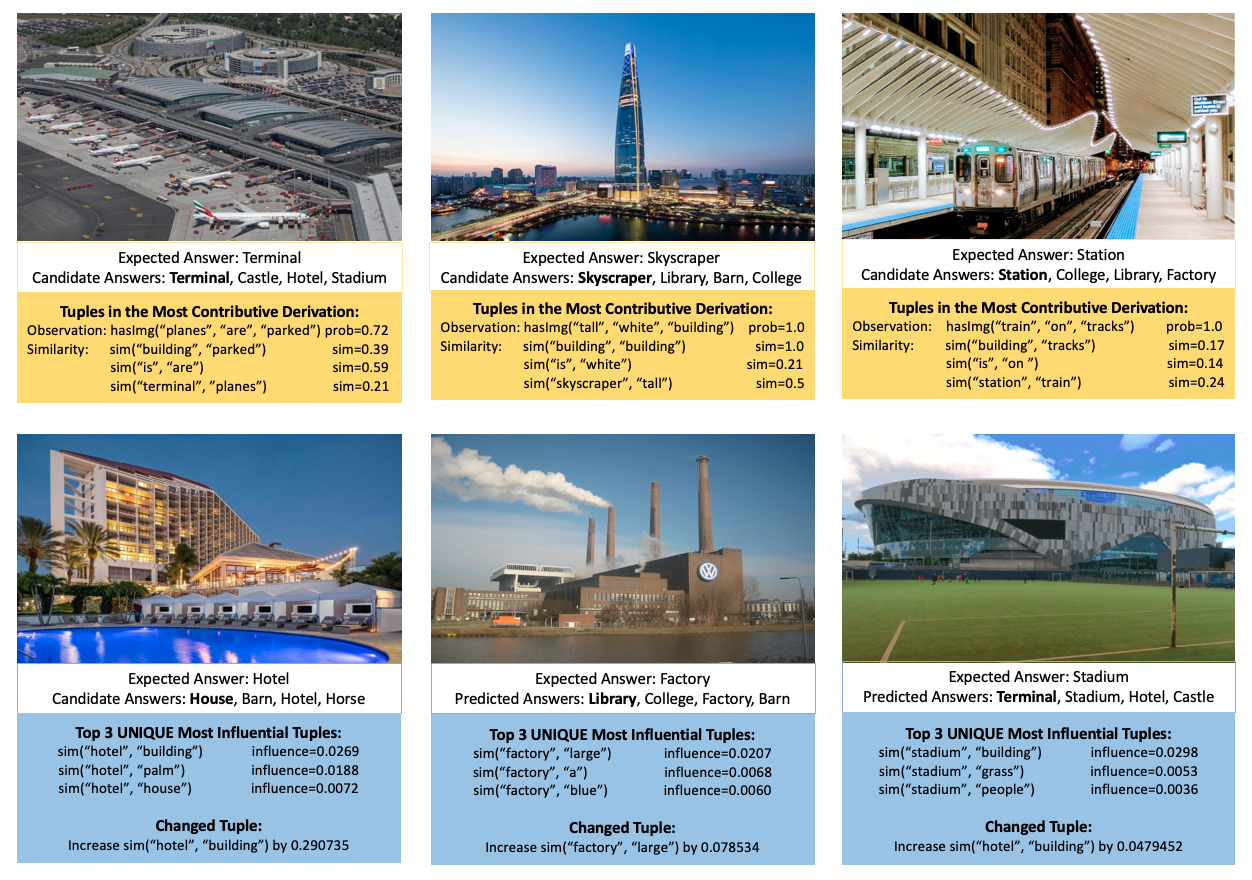 Expected Answer: Terminal
Candidate Answers: Terminal, Castle, Hotel, Stadium
Tuples in the Most Contributive Derivation:
Observation: hasImg(“planes”, “are”, “parked”) prob=0.72
Similarity: sim(“building”, “parked”) sim=0.39
sim(“is”, “are”) sim=0.59
sim(“terminal”, ”planes”) sim=0.21
Expected Answer: Skyscraper
Candidate Answers: Skyscraper, Library, Barn, College
Tuples in the Most Contributive Derivation:
Observation: hasImg(“tall”, “white”, “building”) prob=1.0
Similarity: sim(“building”, “building”) sim=1.0
sim(“is”, “white”) sim=0.21
sim(“skyscraper”, “tall”) sim=0.5
Expected Answer: Station
Candidate Answers: Station, College, Library, Factory
Tuples in the Most Contributive Derivation:
Observation: hasImg(“train”, “on”, “tracks”) prob=1.0
Similarity: sim(“building”, “tracks”) sim=0.17
sim(“is”, “on ”) sim=0.14
sim(“station”, “train”) sim=0.24
Expected Answer: Hotel
Candidate Answers: House, Barn, Hotel, Horse
Top 3 UNIQUE Most Influential Tuples:
sim(“hotel”, “building”) influence=0.0269
sim(“hotel”, “palm”) influence=0.0188
sim(“hotel”, “house”) influence=0.0072
Changed Tuple:
Increase sim(“hotel”, “building”) by 0.290735
VW
Expected Answer: Factory
Predicted Answers: Library, College, Factory, Barn
Top 3 UNIQUE Most Influential Tuples:
sim(“factory”, “large”) influence=0.0207
sim(“factory”, “a”) influence=0.0068
sim(“factory”, “blue”) influence=0.0060
Changed Tuple:
Increase sim(“factory”, “large”) by 0.078534
Expected Answer: Stadium
Predicted Answers: Terminal, Stadium, Hotel, Castle
Top 3 UNIQUE Most Influential Tuples:
sim(“stadium”, “building”) influence=0.0298
sim(“stadium”, “grass”) influence=0.0053
sim(“stadium”, “people”) influence=0.0036
Changed Tuple:
Increase sim(“hotel”, “building”) by 0.0479452